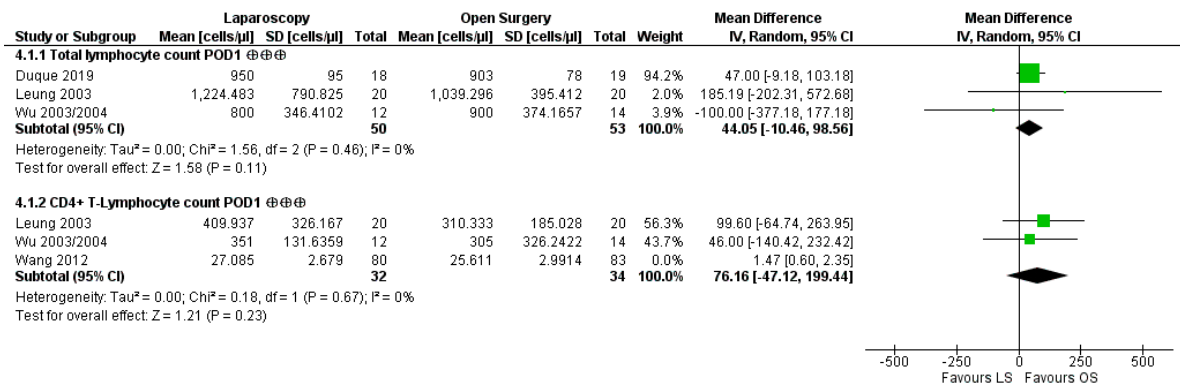 Laparoscopy Open Surgery Mean Difference Mean Difference
Study or Subgroup Mean [cells/µl] SD [cells/µl] Total Mean [cells/µl] SD [cells/µl] Total Weight IV, Random, 95% CI IV, Random, 95% CI
4.1.1 Total lymphocyte count POD1 ⊕⊕⊕
Duque 2019 950 95 18 903 78 19 94.2% 47.00 [-9.18, 103.18]
Leung 2003 1,224.483 790.825 20 1,039.296 395.412 20 2.0% 185.19 [-202.31, 572.68]
Wu 2003/2004 800 346.4102 12 900 374.1657 14 3.9% -100.00 [-377.18, 177.18]
Subtotal (95% CI) 50 53 100.0% 44.05 [-10.46, 98.56]
Heterogeneity: Tau² = 0.00; Chi² = 1.56, df = 2 (P = 0.46); I² = 0%
Test for overall effect: Z = 1.58 (P = 0.11)
4.1.2 CD4+ T-Lymphocyte count POD1 ⊕⊕⊕
Leung 2003 409.937 326.167 20 310.333 185.028 20 56.3% 99.60 [-64.74, 263.95]
Wu 2003/2004 351 131.6359 12 305 326.2422 14 43.7% 46.00 [-140.42, 232.42]
Wang 2012 27.085 2.679 80 25.611 2.9914 83 0.0% 1.47 [0.60, 2.35]
Subtotal (95% CI) 32 34 100.0% 76.16 [-47.12, 199.44]
Heterogeneity: Tau² = 0.00; Chi² = 0.18, df = 1 (P = 0.67); I² = 0%
Test for overall effect: Z = 1.21 (P = 0.23)
-500 -250 0 250 500
Favours LS Favours OS